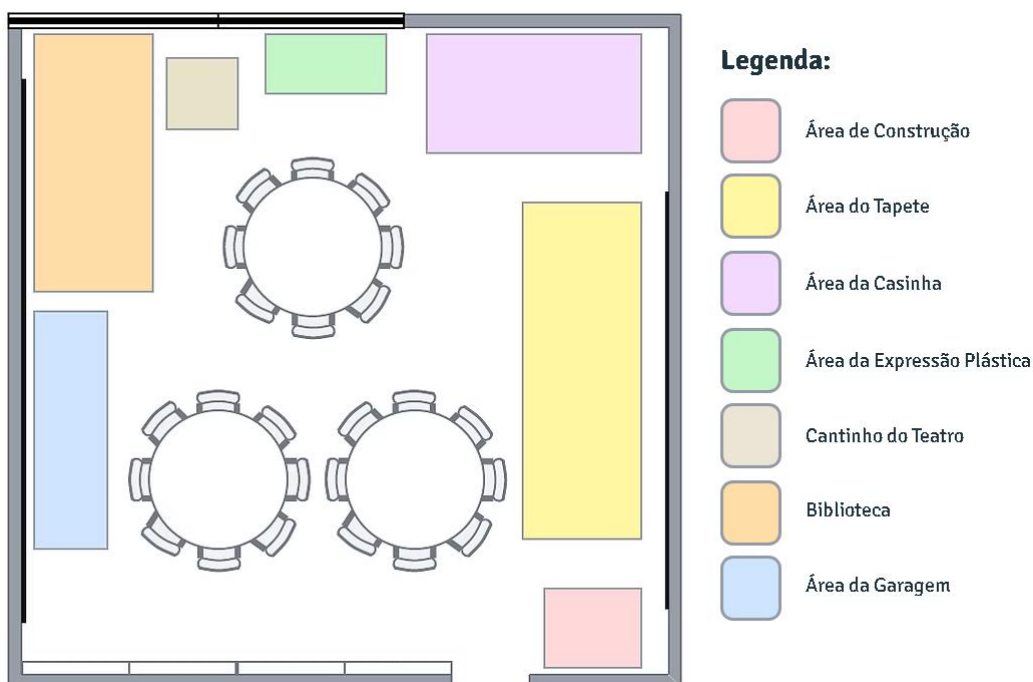 Legenda:
Área de Construção
Área do Tapete
Área da Casinha
Área da Expressão Plástica
Cantinho do Teatro
Biblioteca
Área da Garagem